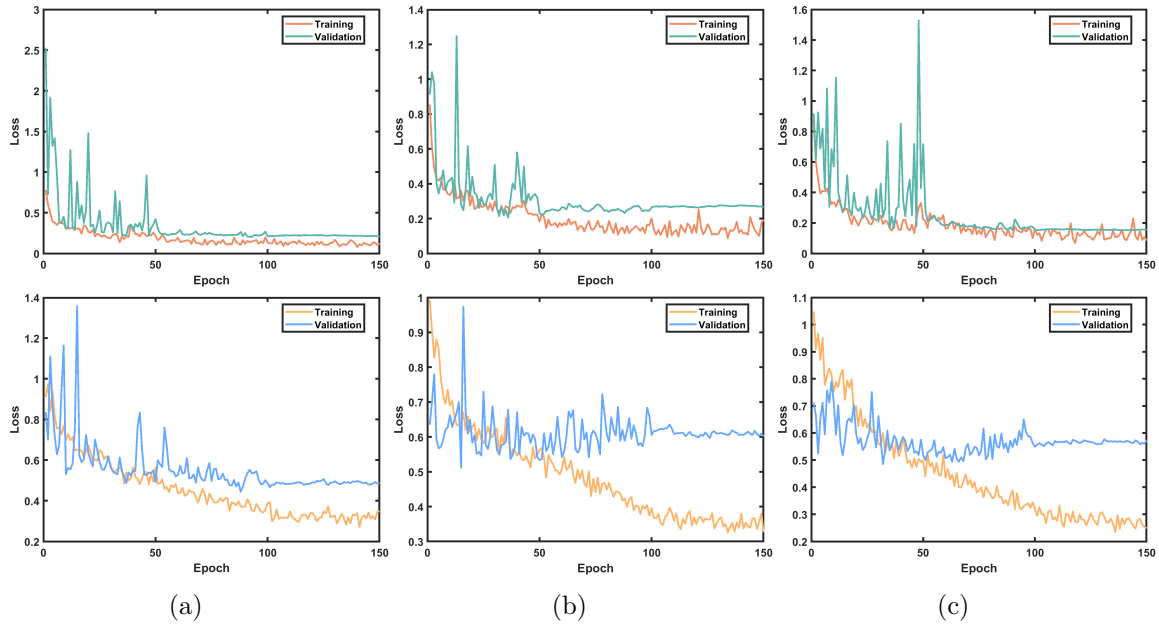 3
2.5
2
1.5
1
0.5
0
Loss
0
50
100
150
Epoch
Training
Validation
1.4
1.2
1
0.8
0.6
0.4
0.2
0
Loss
0
50
100
150
Epoch
Training
Validation
1.6
1.4
1.2
1
0.8
0.6
0.4
0.2
0
Loss
0
50
100
150
Epoch
Training
Validation
1.4
1.2
1
0.8
0.6
0.4
0.2
Loss
0
50
100
150
Epoch
Training
Validation
1
0.9
0.8
0.7
0.6
0.5
0.4
0.3
Loss
0
50
100
150
Epoch
Training
Validation
1.1
1
0.9
0.8
0.7
0.6
0.5
0.4
0.3
0.2
Loss
0
50
100
150
Epoch
Training
Validation
(a)
(b)
(c)